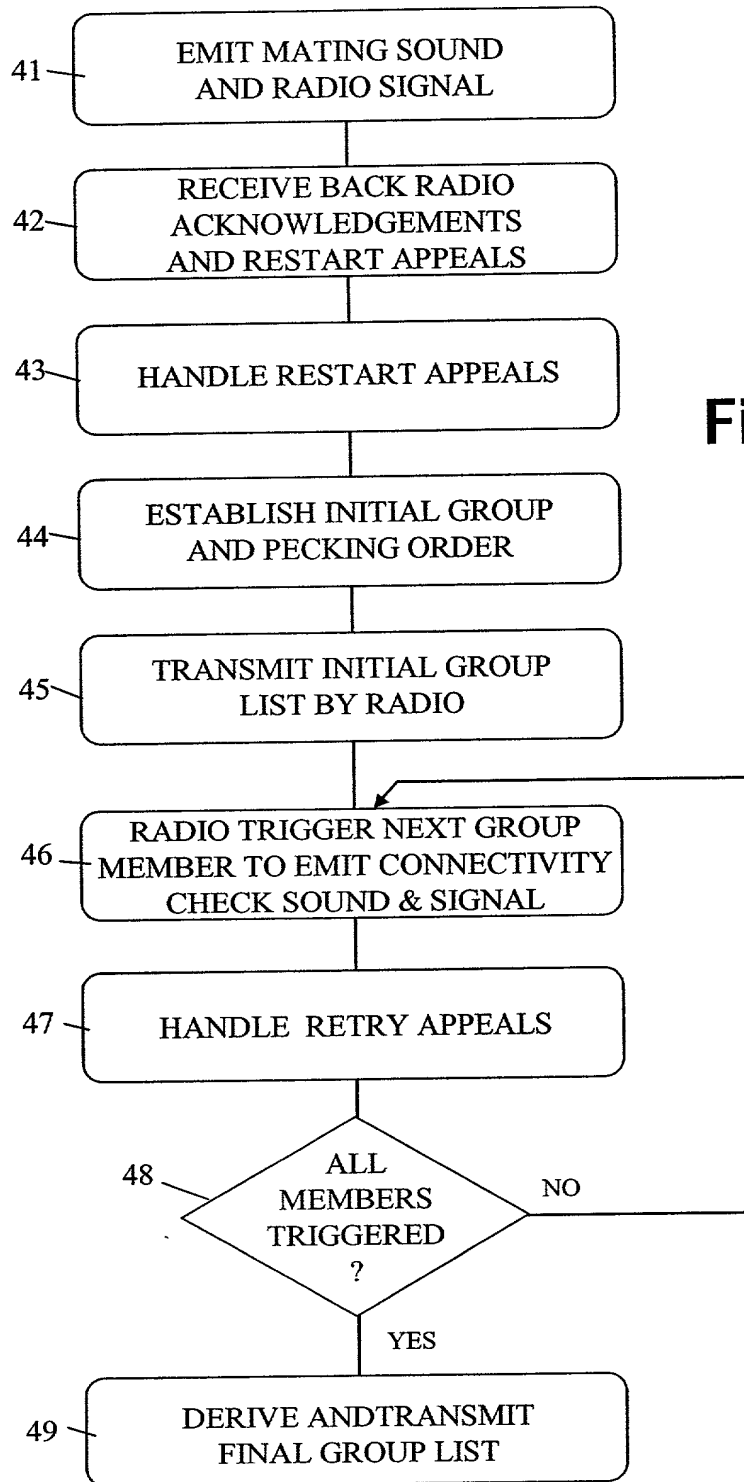 41
EMIT MATING SOUND
AND RADIO SIGNAL
42
RECEIVE BACK RADIO
ACKNOWLEDGEMENTS
AND RESTART APPEALS
43
HANDLE RESTART APPEALS
Fi
44
ESTABLISH INITIAL GROUP
AND PECKING ORDER
45
TRANSMIT INITIAL GROUP
LIST BY RADIO
46
RADIO TRIGGER NEXT GROUP
MEMBER TO EMIT CONNECTIVITY
CHECK SOUND & SIGNAL
47
HANDLE RETRY APPEALS
48
ALL
MEMBERS
TRIGGERED
?
NO
YES
49
DERIVE ANDTRANSMIT
FINAL GROUP LIST